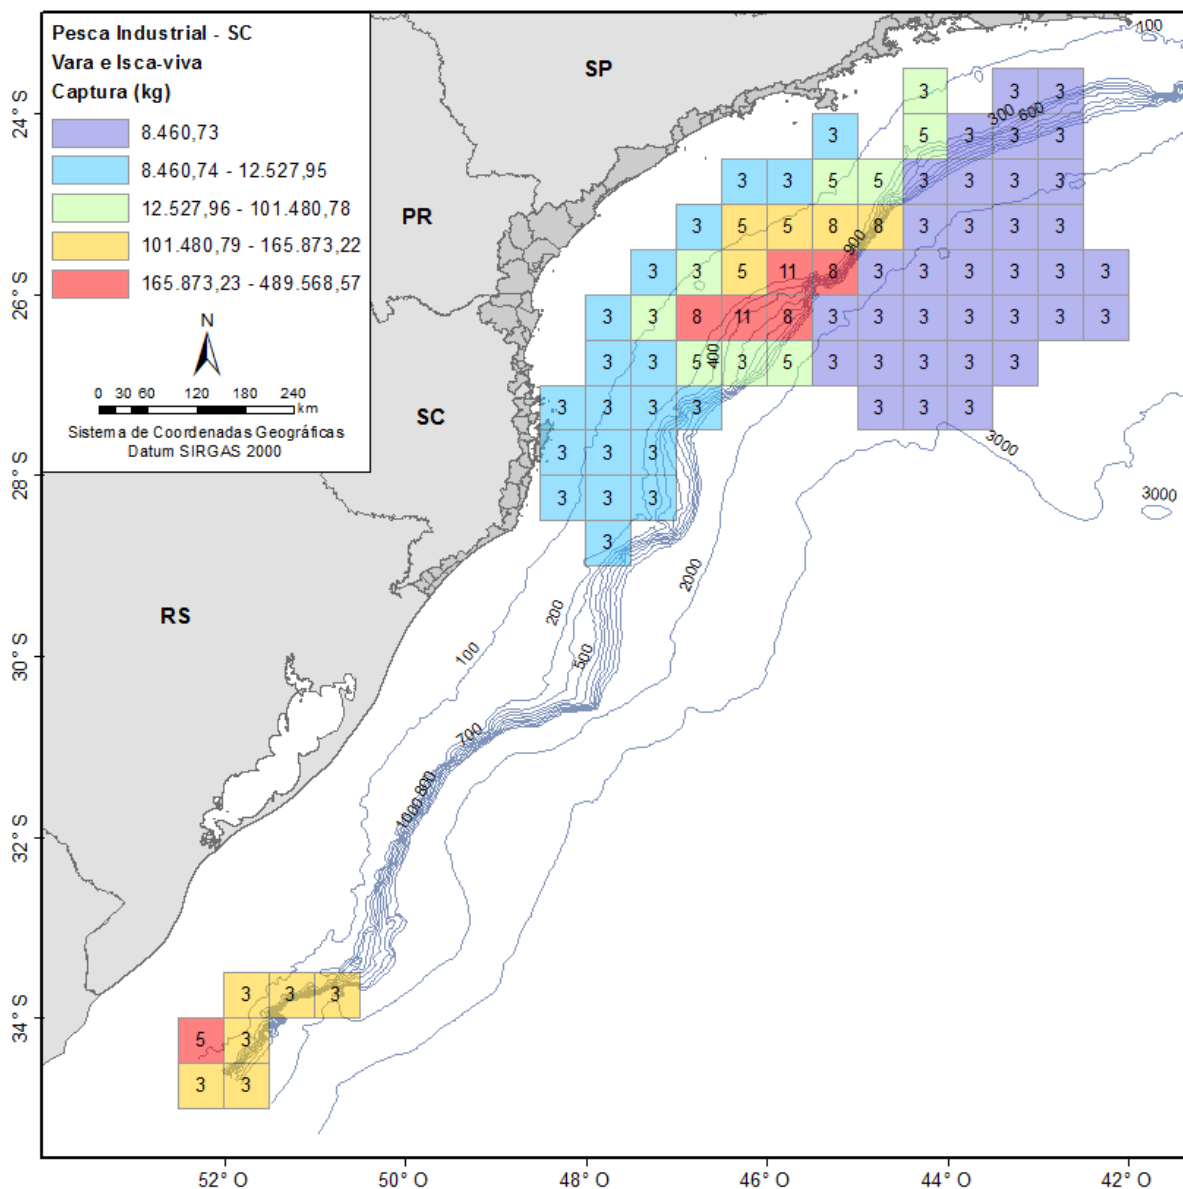 Pesca Industrial - SC
Vara e Isca-viva
Captura (kg)
8.460,73
8.460,74 - 12.527,95
12.527,96 - 101.480,78
101.480,79 - 165.873,22
165.873,23 - 489.568,57
N
0 30 60 120 180 240
km
Sistema de Coordenadas Geográficas
Datum SIRGAS 2000
SP
PR
SC
RS
100
3 3 3
300 600
3 5 3 3 3
3 3 5 5 3 3 3 3
3 5 5 8 8 3 3 3 3
900
3 3 5 11 8 3 3 3 3 3 3
3 3 8 11 8 3 3 3 3 3 3 3
400
3 3 5 3 5 3 3 3 3 3
3 3 3 3 3 3 3
3000
3 3 3
3 3 3
3000
3
2000
200
100
500
700
800
1000
3 3 3
5 3
3 3
24° S
26° S
28° S
30° S
32° S
34° S
52° O 50° O 48° O 46° O 44° O 42° O